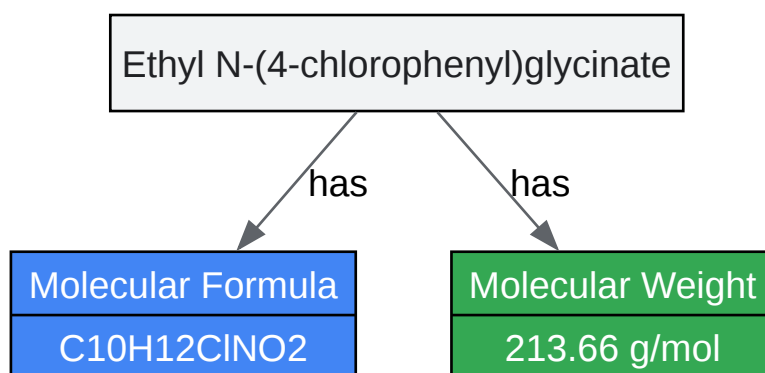 Ethyl N-(4-chlorophenyl)glycinate
has
has
Molecular Formula
C10H12ClNO2
Molecular Weight
213.66 g/mol